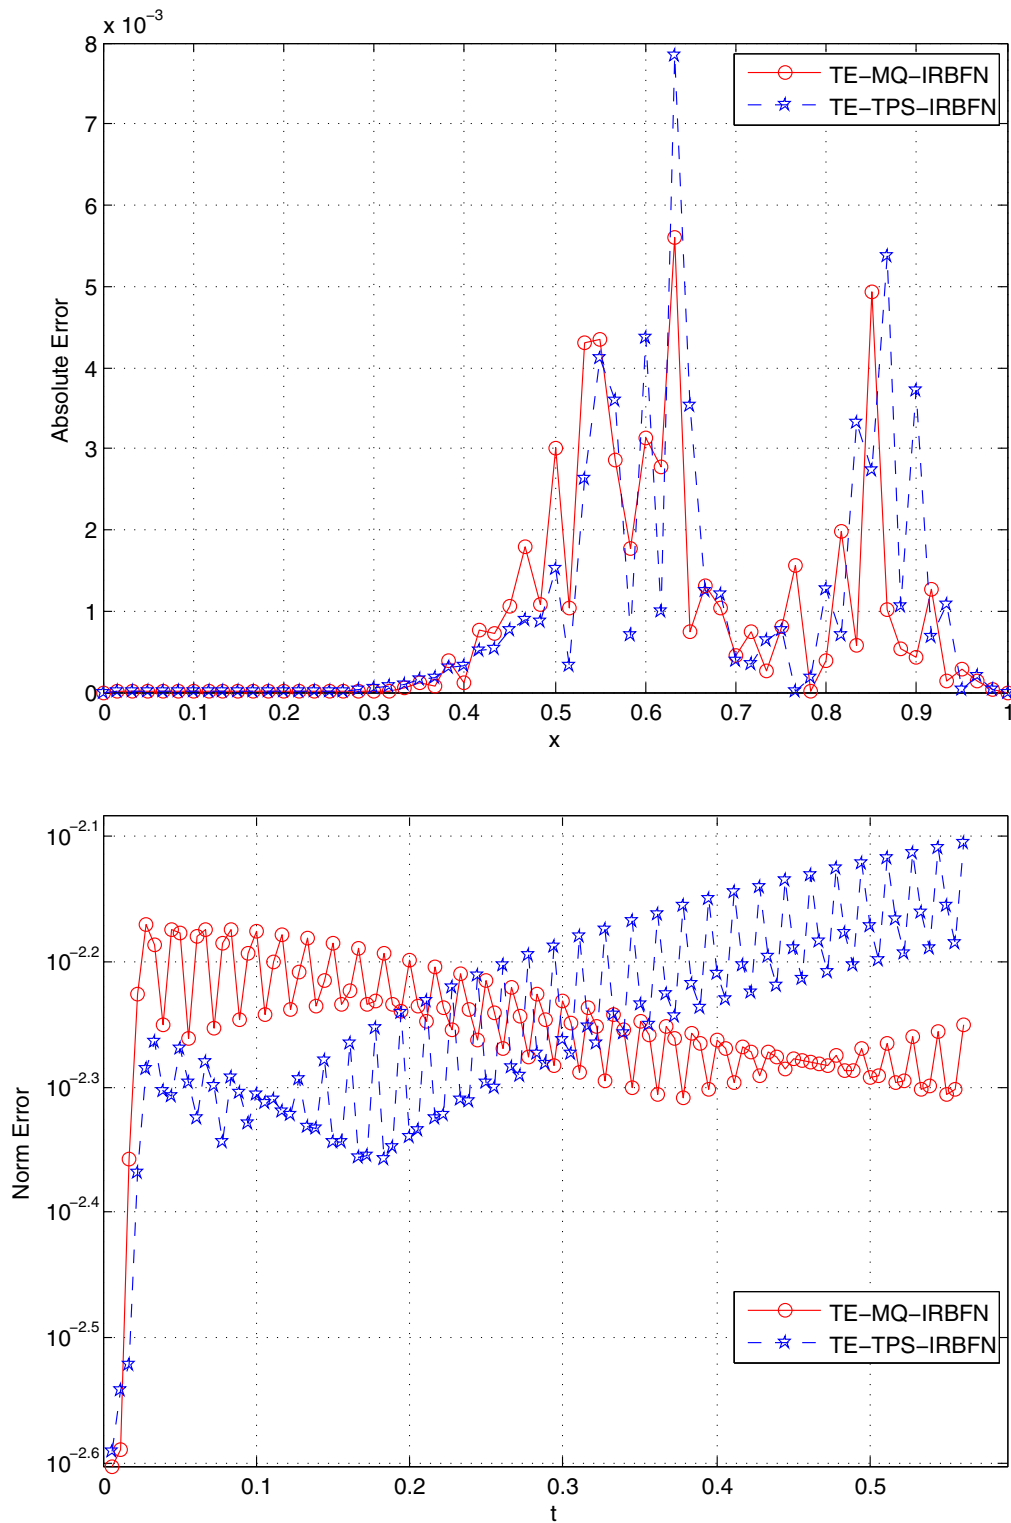 x 10−3
8
7
6
5
4
3
2
1
0
Absolute Error
TE−MQ−IRBFN
TE−TPS−IRBFN
0 0.1 0.2 0.3 0.4 0.5 0.6 0.7 0.8 0.9 1
x
10−2.1
10−2.2
10−2.3
10−2.4
10−2.5
10−2.6
Norm Error
TE−MQ−IRBFN
TE−TPS−IRBFN
0 0.1 0.2 0.3 0.4 0.5
t